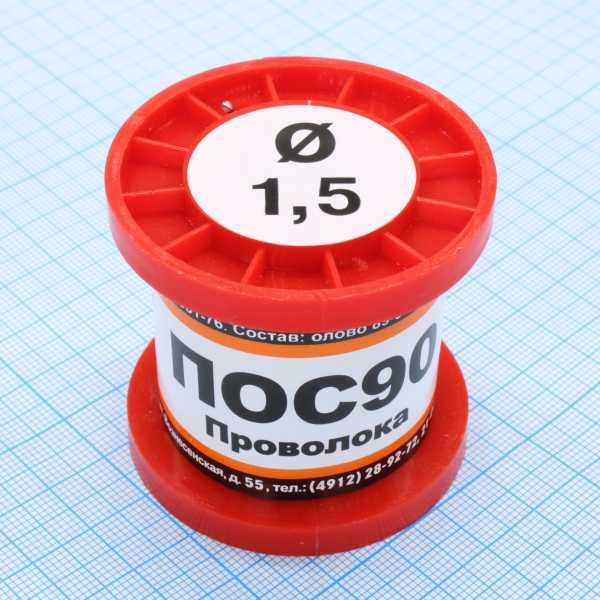 Ø
1,5
Состав: олово
ПОС90
Проволока
д. 55, тел.: (4912) 28-92-72,